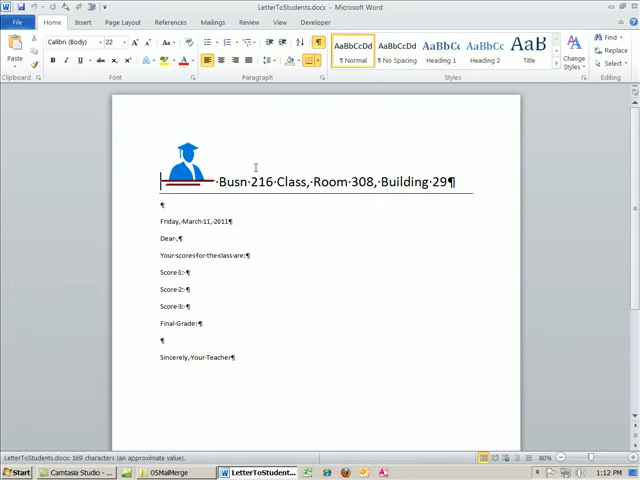 LetterToStudents.docx - Microsoft Word
File Home Insert Page Layout References Mailings Review View Developer
Calibri (Body) 22 AaBbCcDd AaBbCcDd AaBbCc AaBbCc AaB Find
Paste ¶ Normal ¶ No Spacing Heading 1 Heading 2 Title Change Styles Replace
Select
Clipboard Font Paragraph Styles Editing
·Busn·216·Class,·Room·308,·Building·29¶
¶
Friday,·March·11,·2011¶
Dear·,¶
Your·scores·for·the·class·are:¶
Score·1:·¶
Score·2:·¶
Score·3:·¶
Final·Grade:¶
¶
Sincerely,·Your·Teacher¶
LetterToStudents.docx: 169 characters (an approximate value). 80%
Start Camtasia Studio - ... 05MailMerge LetterToStudent... 1:12 PM